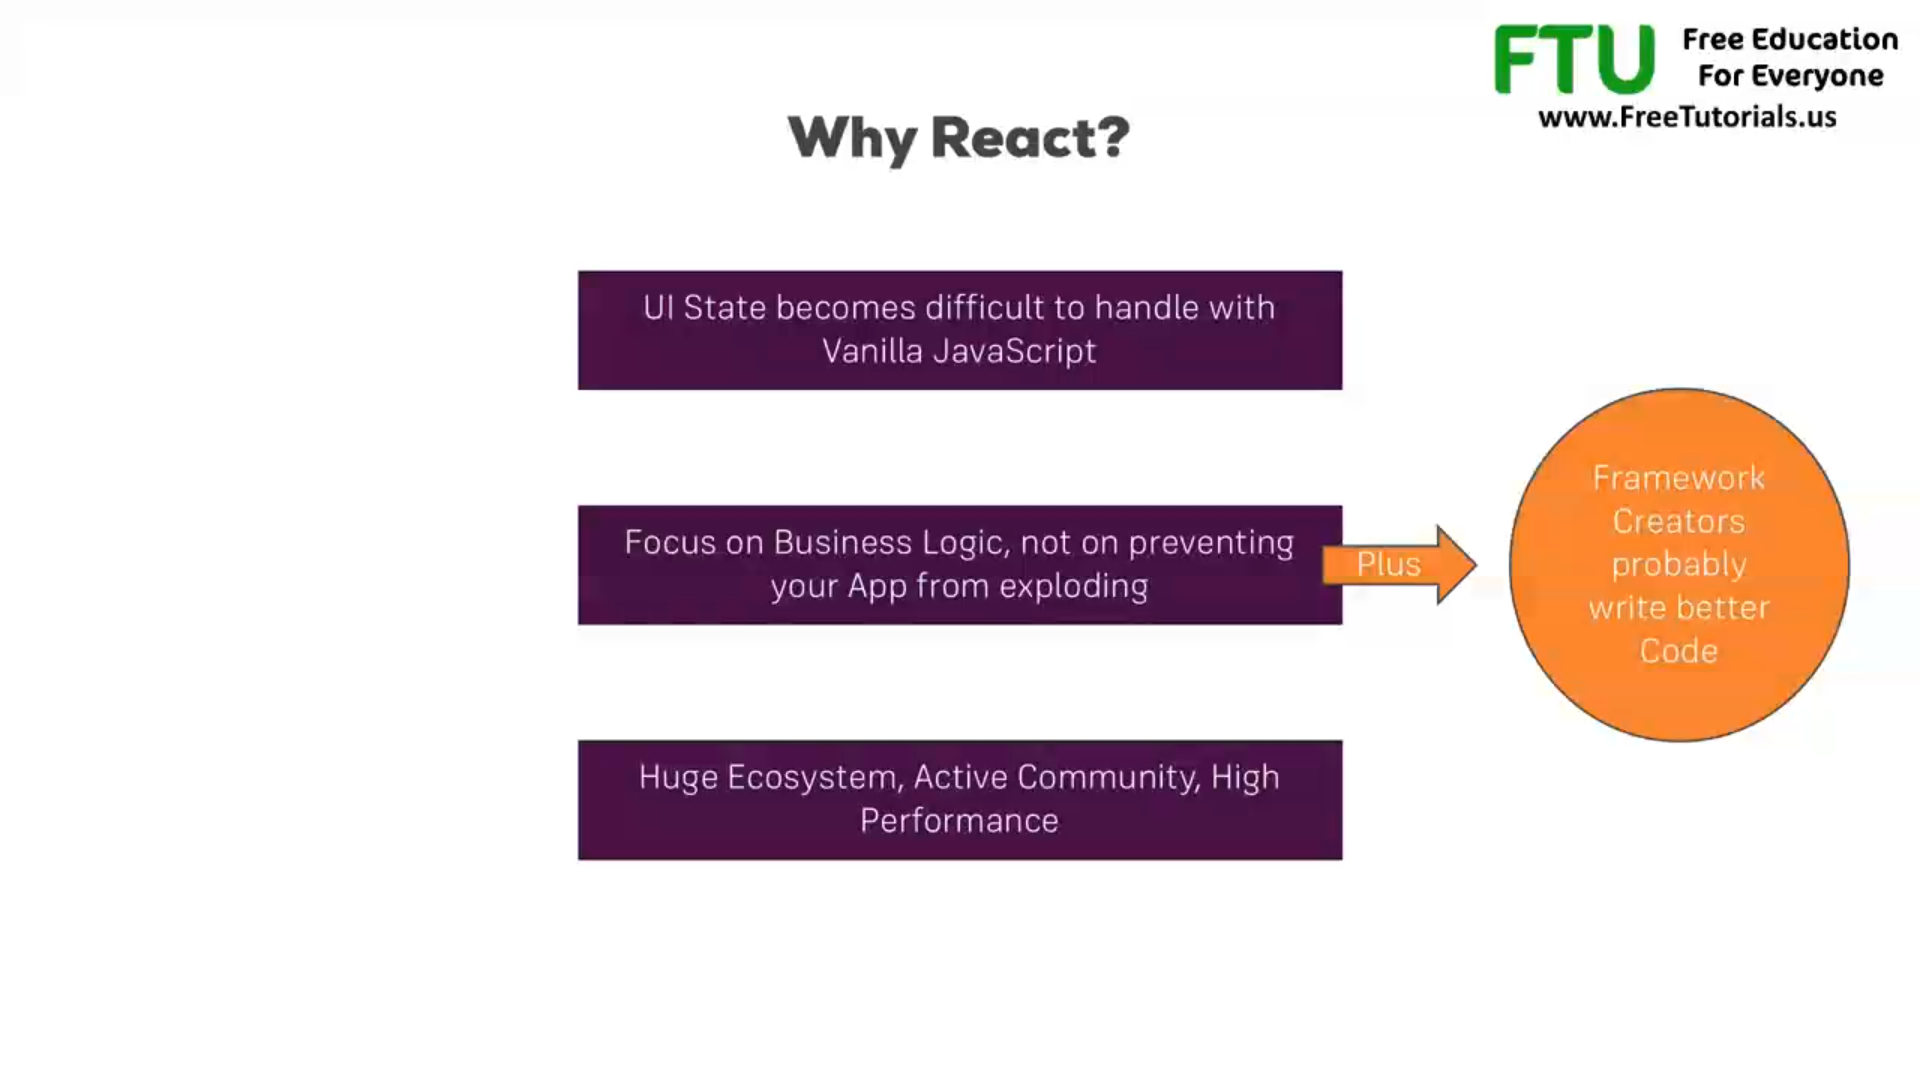 FTU
Free Education
For Everyone
www.FreeTutorials.us
Why React?
UI State becomes difficult to handle with
Vanilla JavaScript
Focus on Business Logic, not on preventing
your App from exploding
Plus
Framework
Creators
probably
write better
Code
Huge Ecosystem, Active Community, High
Performance